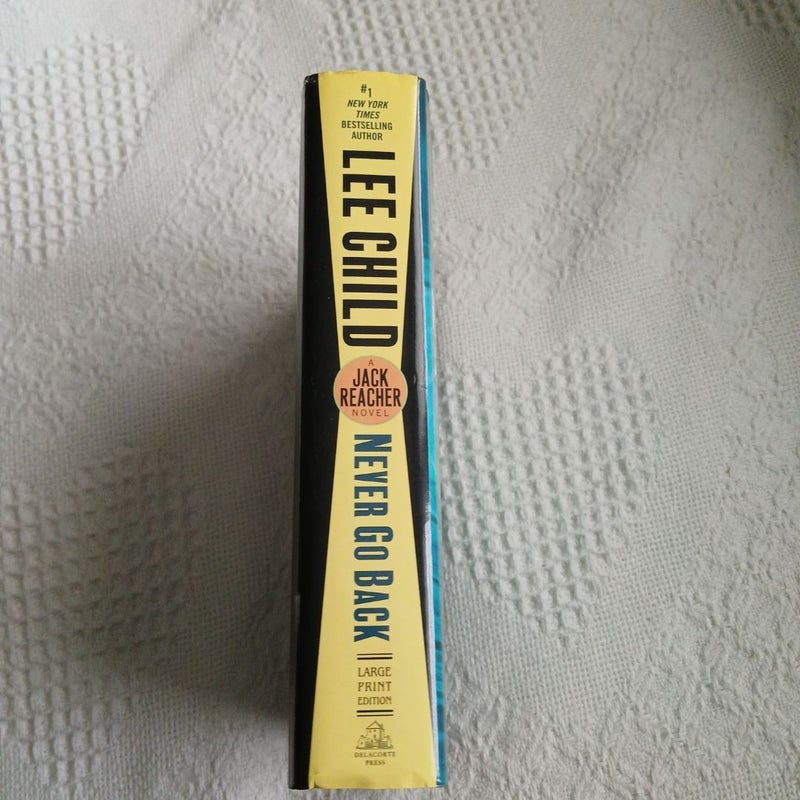 #1
NEW YORK
TIMES
BESTSELLING
AUTHOR
LEE CHILD
A
JACK
REACHER
NOVEL
NEVER GO BACK
LARGE
PRINT
EDITION
DELACORTE
PRESS